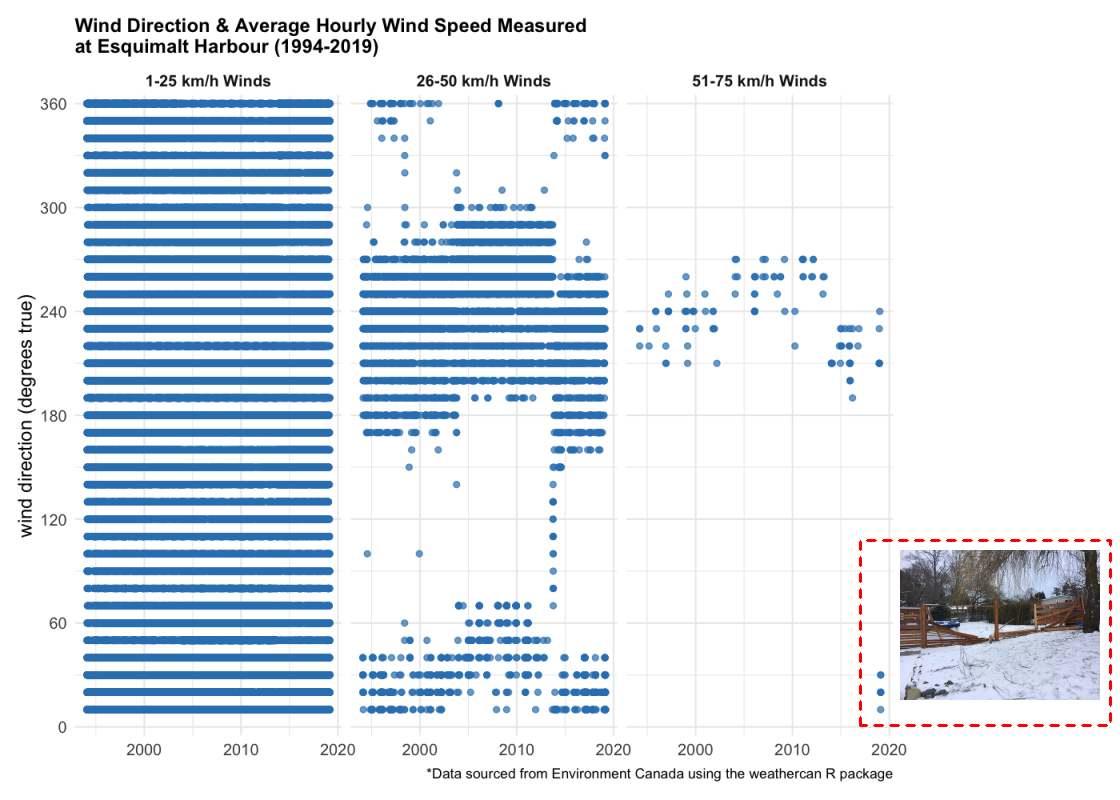 Wind Direction & Average Hourly Wind Speed Measured
at Esquimalt Harbour (1994-2019)
1-25 km/h Winds 26-50 km/h Winds 51-75 km/h Winds
wind direction (degrees true)
360
300
240
180
120
60
0
2000 2010 2020 2000 2010 2020 2000 2010 2020
*Data sourced from Environment Canada using the weathercan R package